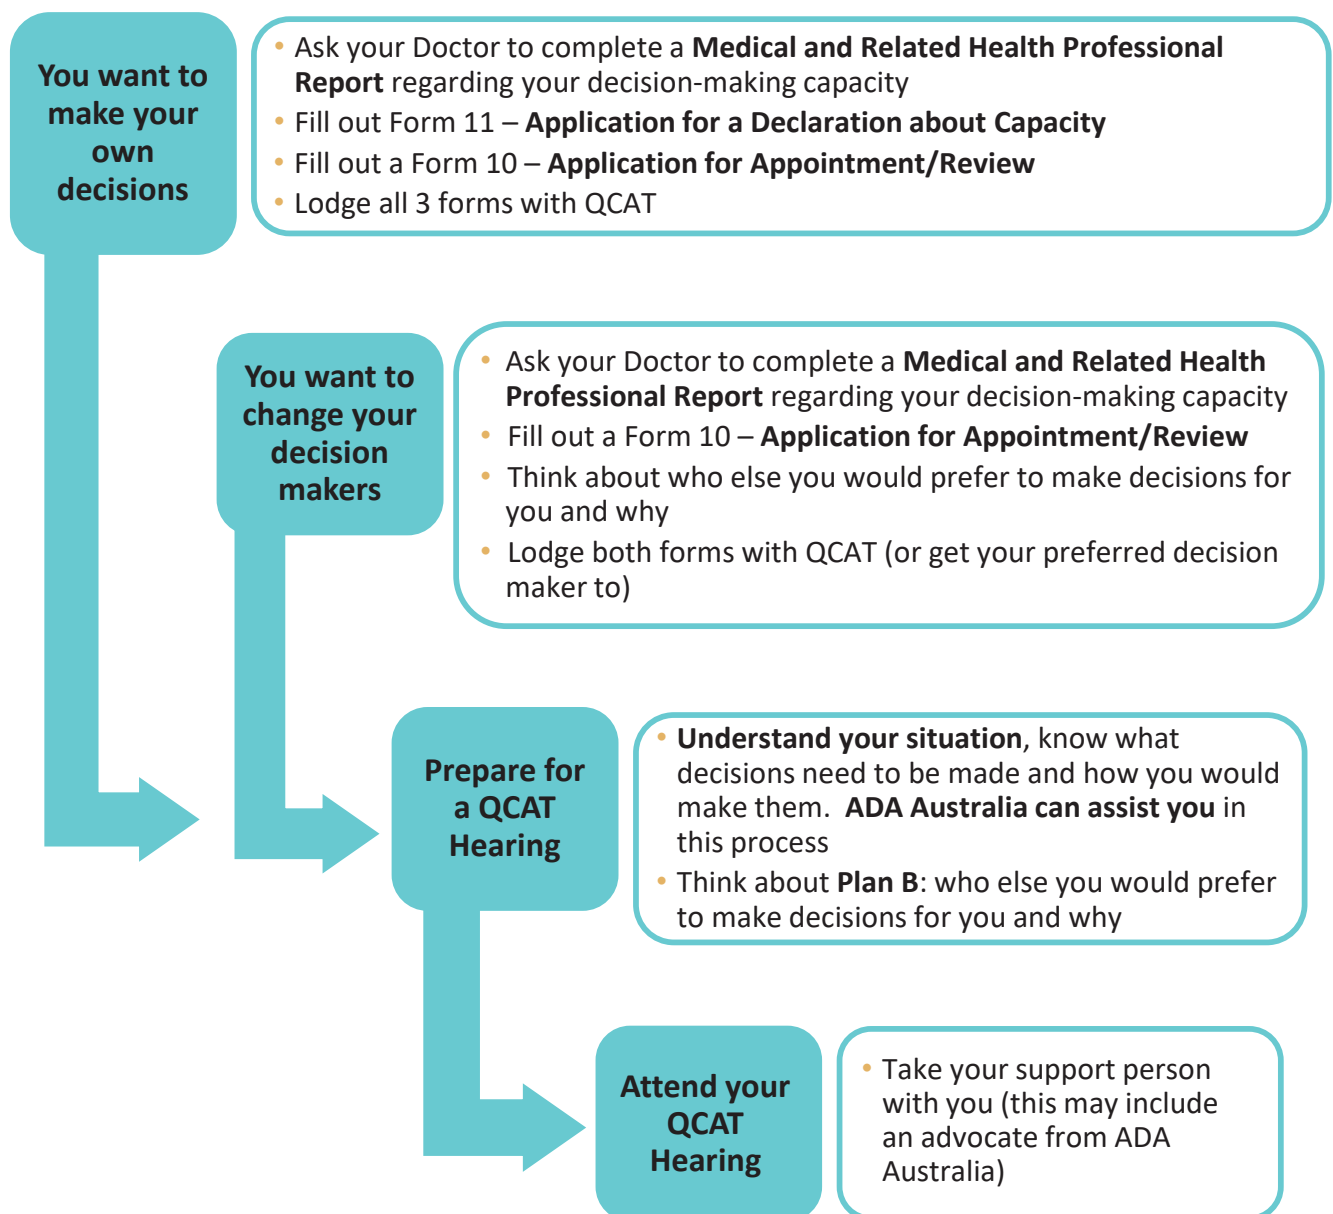 You want to
make your
own
decisions
• Ask your Doctor to complete a Medical and Related Health Professional
Report regarding your decision-making capacity
• Fill out Form 11 – Application for a Declaration about Capacity
• Fill out a Form 10 – Application for Appointment/Review
• Lodge all 3 forms with QCAT
You want to
change your
decision
makers
• Ask your Doctor to complete a Medical and Related Health
Professional Report regarding your decision-making capacity
• Fill out a Form 10 – Application for Appointment/Review
• Think about who else you would prefer to make decisions for
you and why
• Lodge both forms with QCAT (or get your preferred decision
maker to)
Prepare for
a QCAT
Hearing
• Understand your situation, know what
decisions need to be made and how you would
make them.  ADA Australia can assist you in
this process
• Think about Plan B: who else you would prefer
to make decisions for you and why
Attend your
QCAT
Hearing
• Take your support person
with you (this may include
an advocate from ADA
Australia)